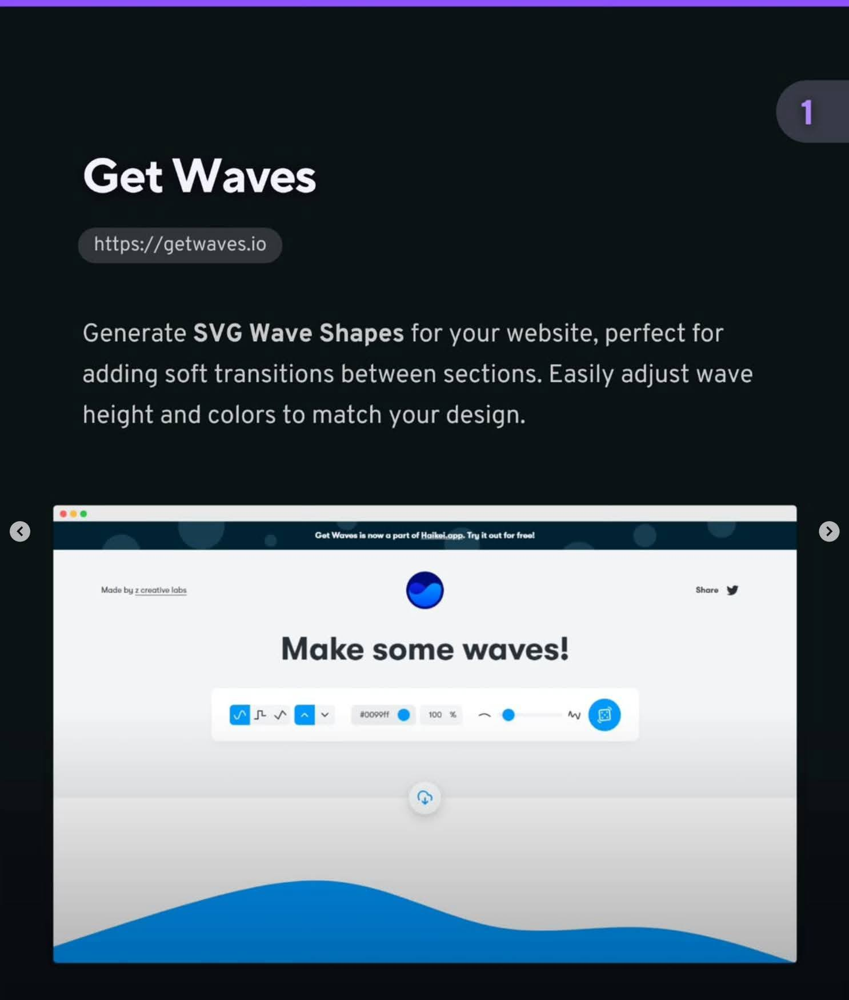 1
Get Waves
https://getwaves.io
Generate SVG Wave Shapes for your website, perfect for
adding soft transitions between sections. Easily adjust wave
height and colors to match your design.
Get Waves is now a part of Haikei.app. Try it out for free!
Made by z creative labs
Share
Make some waves!
#0099ff
100 %